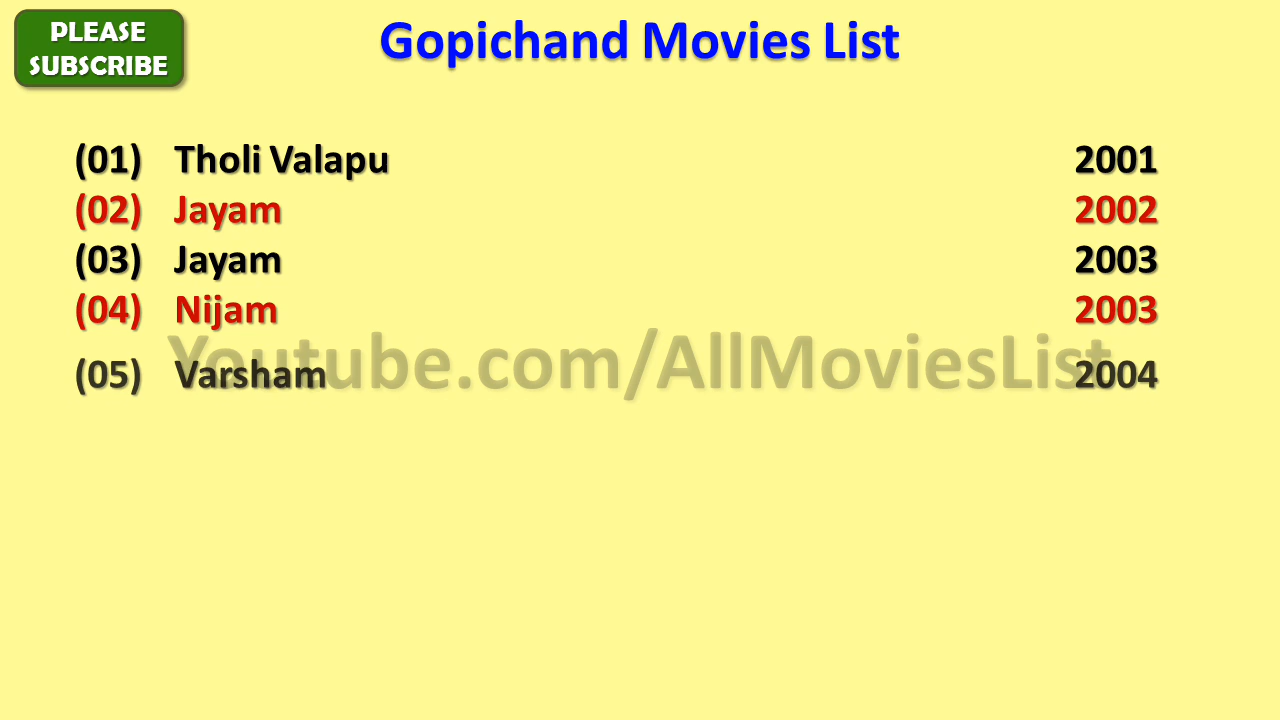 PLEASE
SUBSCRIBE
Gopichand Movies List
(01) Tholi Valapu 2001
(02) Jayam 2002
(03) Jayam 2003
(04) Nijam 2003
Youtube.com/AllMoviesList
(05) Varsham 2004